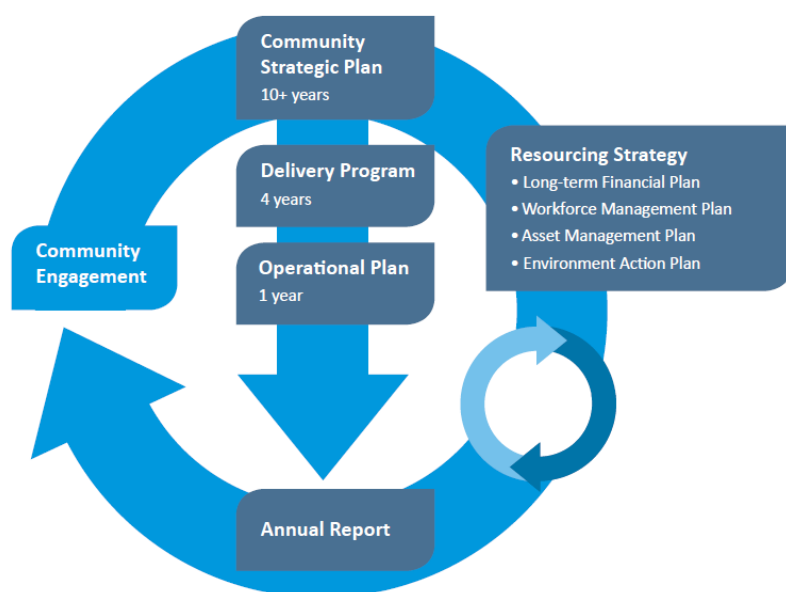 Community
Strategic Plan
10+ years
Delivery Program
4 years
Operational Plan
1 year
Resourcing Strategy
• Long-term Financial Plan
• Workforce Management Plan
• Asset Management Plan
• Environment Action Plan
Community
Engagement
Annual Report